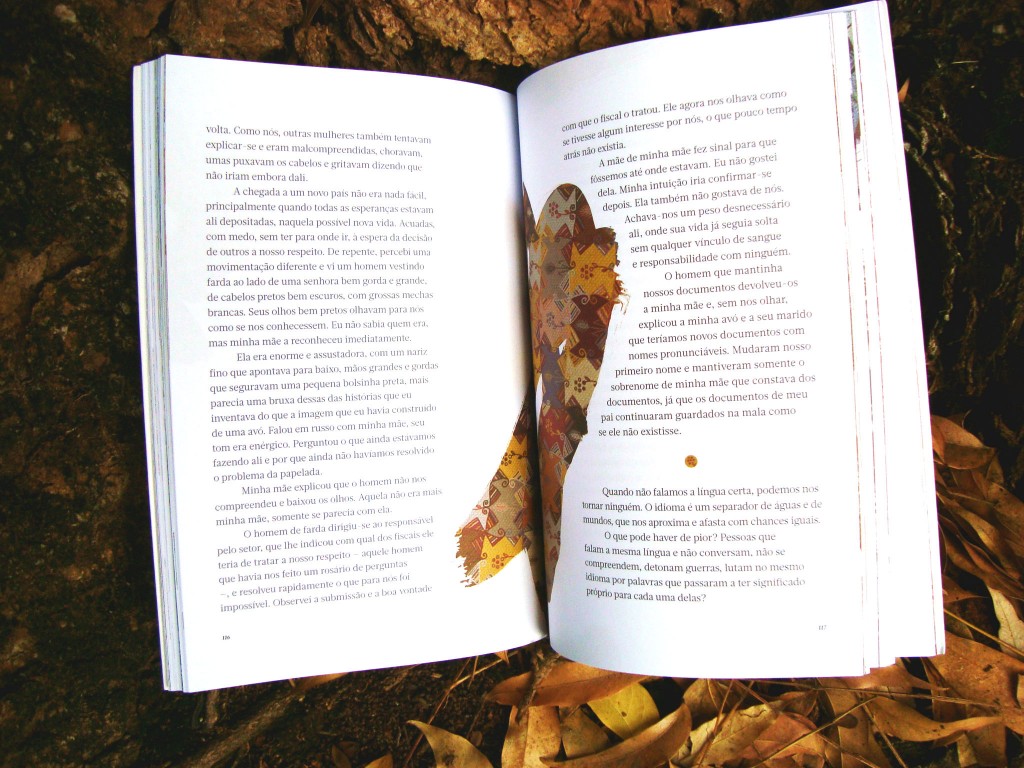 volta. Como nós, outras mulheres também tentavam
explicar-se e eram malcompreendidas, choravam,
umas puxavam os cabelos e gritavam dizendo que
não iriam embora dali.
A chegada a um novo país não era nada fácil,
principalmente quando todas as esperanças estavam
ali depositadas, naquela possível nova vida. Acuadas,
com medo, sem ter para onde ir, à espera da decisão
de outros a nosso respeito. De repente, percebi uma
movimentação diferente e vi um homem vestindo
farda ao lado de uma senhora bem gorda e grande,
de cabelos pretos bem escuros, com grossas mechas
brancas. Seus olhos bem pretos olhavam para nós
como se nos conhecessem. Eu não sabia quem era,
mas minha mãe a reconheceu imediatamente.
Ela era enorme e assustadora, com um nariz
fino que apontava para baixo, mãos grandes e gordas
que seguravam uma pequena bolsinha preta, mais
parecia uma bruxa dessas das histórias que eu
inventava do que a imagem que eu havia construído
de uma avó. Falou em russo com minha mãe, seu
tom era enérgico. Perguntou o que ainda estávamos
fazendo ali e por que ainda não havíamos resolvido
o problema da papelada.
Minha mãe explicou que o homem não nos
compreendeu e baixou os olhos. Aquela não era mais
minha mãe, somente se parecia com ela.
O homem de farda dirigiu-se ao responsável
pelo setor, que lhe indicou com qual dos fiscais ele
teria de tratar a nosso respeito – aquele homem
que havia nos feito um rosário de perguntas
–, e resolveu rapidamente o que para nós foi
impossível. Observei a submissão e a boa vontade
116
com que o fiscal o tratou. Ele agora nos olhava como
se tivesse algum interesse por nós, o que pouco tempo
atrás não existia.
A mãe de minha mãe fez sinal para que
fôssemos até onde estavam. Eu não gostei
dela. Minha intuição iria confirmar-se
depois. Ela também não gostava de nós.
Achava-nos um peso desnecessário
ali, onde sua vida já seguia solta
sem qualquer vínculo de sangue
e responsabilidade com ninguém.
O homem que mantinha
nossos documentos devolveu-os
a minha mãe e, sem nos olhar,
explicou a minha avó e a seu marido
que teríamos novos documentos com
nomes pronunciáveis. Mudaram nosso
primeiro nome e mantiveram somente o
sobrenome de minha mãe que constava dos
documentos, já que os documentos de meu
pai continuaram guardados na mala como
se ele não existisse.
Quando não falamos a língua certa, podemos nos
tornar ninguém. O idioma é um separador de águas e de
mundos, que nos aproxima e afasta com chances iguais.
O que pode haver de pior? Pessoas que
falam a mesma língua e não conversam, não se
compreendem, detonam guerras, lutam no mesmo
idioma por palavras que passaram a ter significado
próprio para cada uma delas?
117